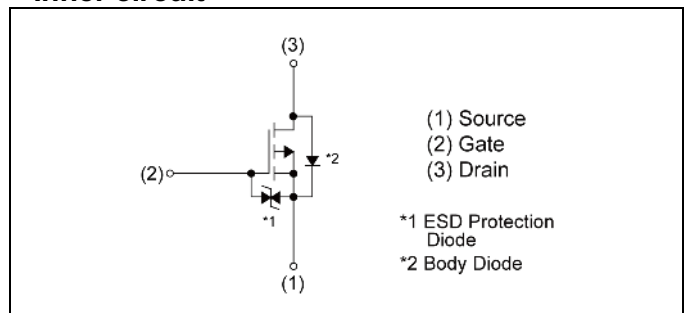 Inner circuit
(3)
(1) Source
(2) Gate
*2
(2)
(3) Drain
*1
*1 ESD Protection
Diode
*2 Body Diode
(1)